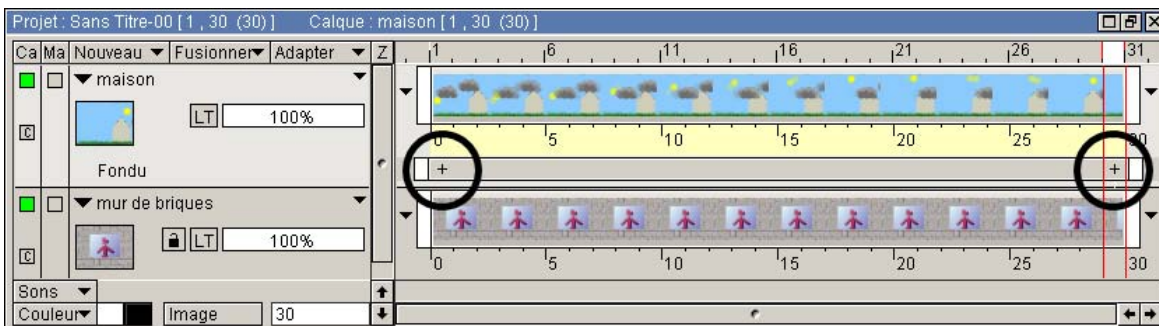 Projet : Sans Titre-00 [ 1 , 30 (30) ] Calque : maison [ 1 , 30 (30) ]
Ca Ma Nouveau Fusionner Adapter Z 1 6 11 16 21 26 31
maison
LT 100%
C
0 5 10 15 20 25 30
Fondu
+ +
mur de briques
LT 100%
C
0 5 10 15 20 25 30
Sons
Couleur Image 30